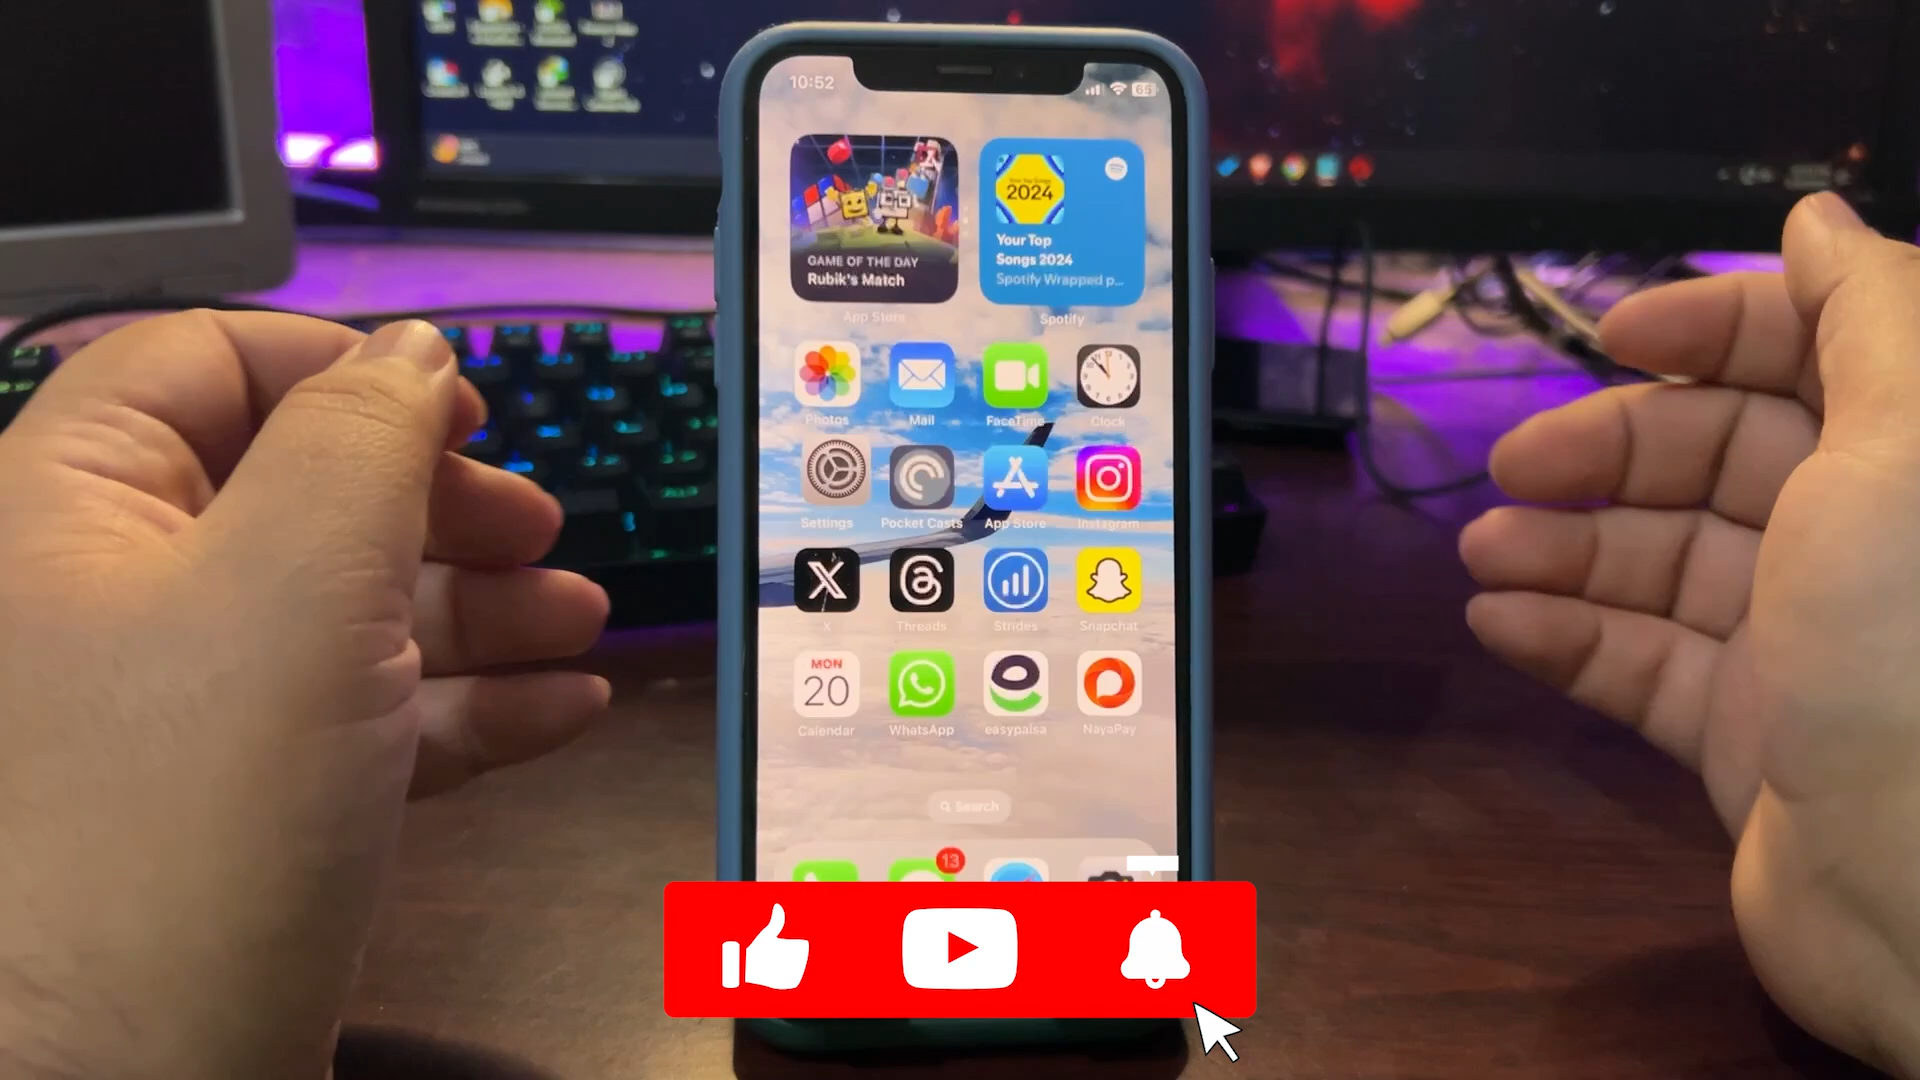 10:52
65
2024
GAME OF THE DAY
Rubik's Match
Your Top
Songs 2024
Spotify Wrapped p...
App Store
Spotify
Photos
Mail
FaceTime
Clock
Settings
Pocket Casts
App Store
Instagram
X
Threads
Strides
Snapchat
MON
20
Calendar
WhatsApp
easypaisa
NayaPay
Search
13